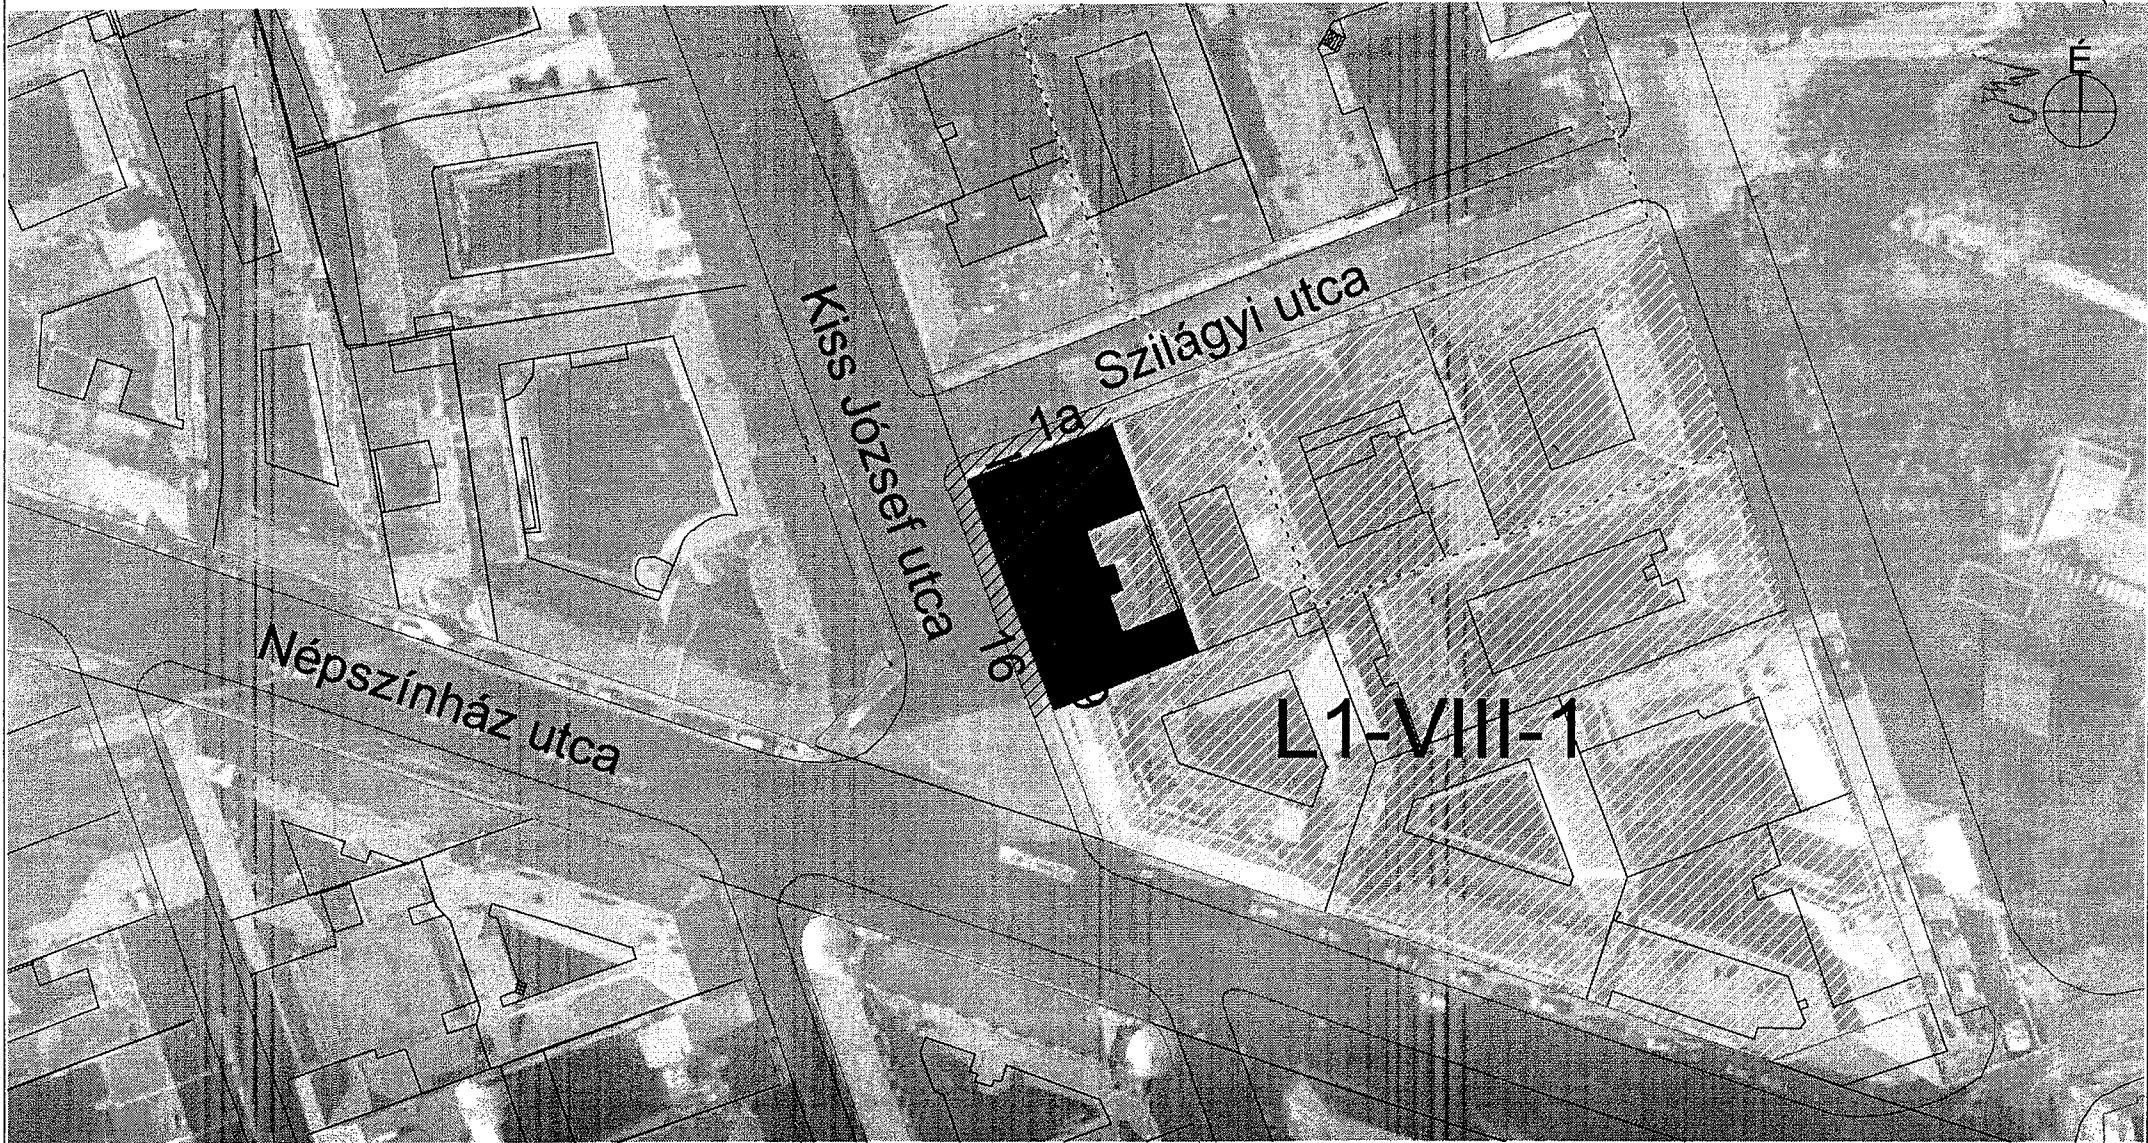 É
Szilágyi utca
Kiss József utca
1a
16
Népszínház utca
L1-VIII-1